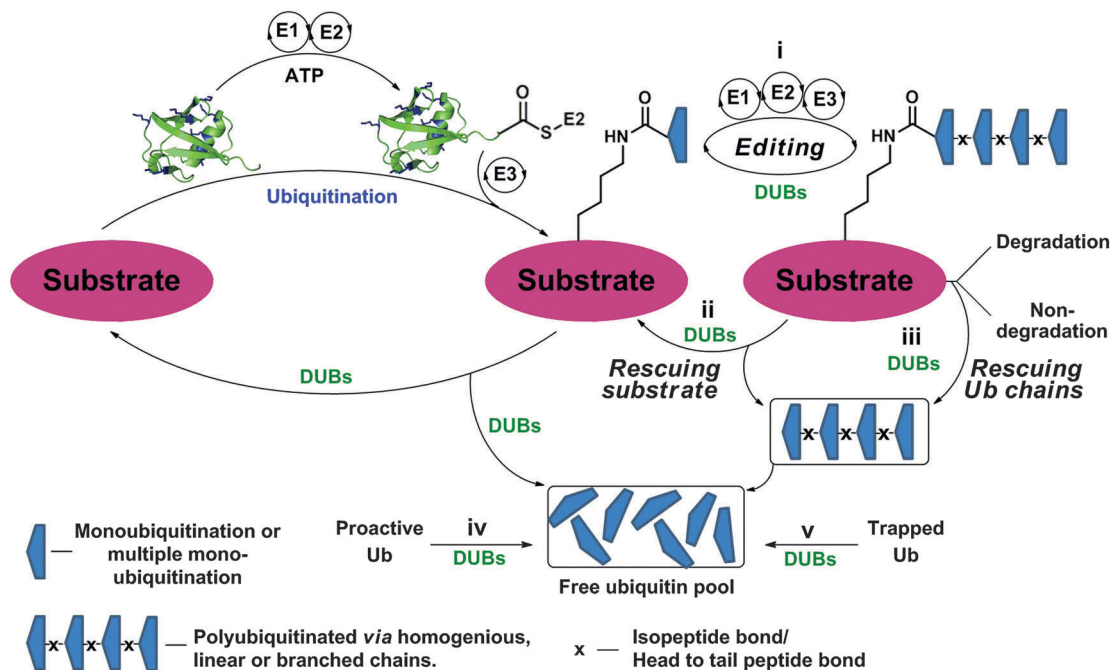 E1 E2
ATP
O
S E2
E3
Ubiquitination
O
HN
i
E1 E2 E3
Editing
DUBs
O
HN
x x x
Substrate
Substrate
Substrate
Degradation
Non-
degradation
ii
DUBs
Rescuing
substrate
iii
DUBs
Rescuing
Ub chains
DUBs
DUBs
x x x
Monoubiquitination or
multiple mono-
ubiquitination
Proactive
Ub
iv
DUBs
v
DUBs
Trapped
Ub
Free ubiquitin pool
x x x
Polyubiquitinated via homogenious,
linear or branched chains.
x — Isopeptide bond/
Head to tail peptide bond